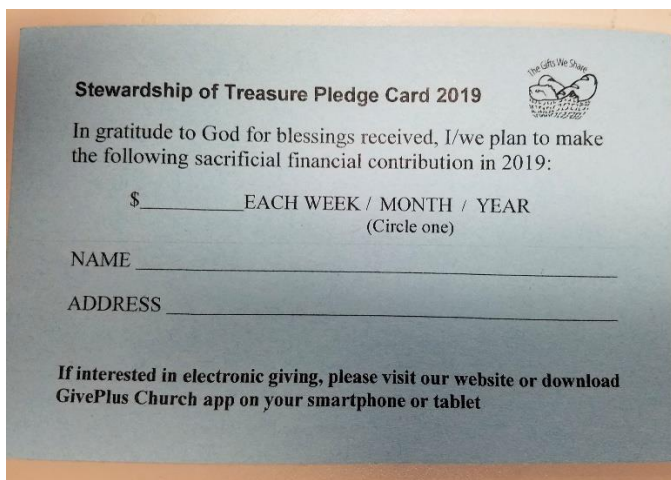 The Gifts We Share
Stewardship of Treasure Pledge Card 2019
In gratitude to God for blessings received, I/we plan to make
the following sacrificial financial contribution in 2019:
$__________EACH WEEK / MONTH / YEAR
(Circle one)
NAME
ADDRESS
If interested in electronic giving, please visit our website or download
GivePlus Church app on your smartphone or tablet